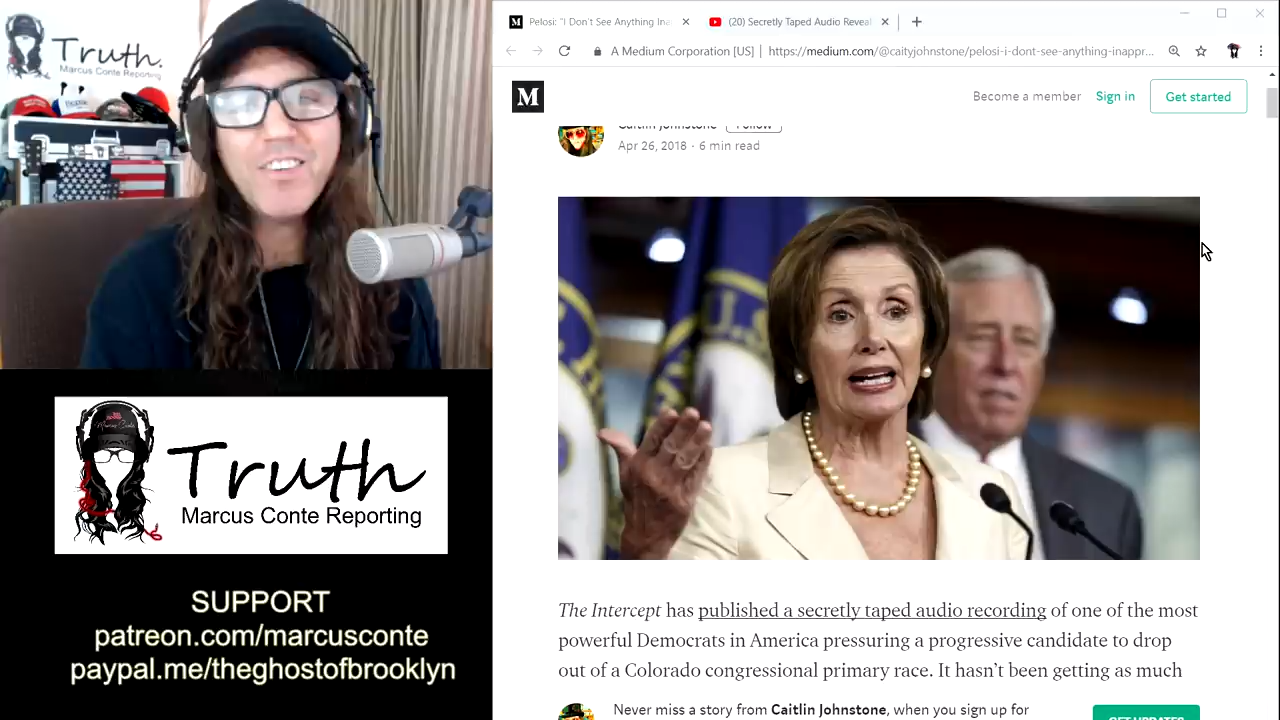 Truth.
Marcus Conte Reporting
Truth
Marcus Conte Reporting
SUPPORT
patreon.com/marcusconte
paypal.me/theghostofbrooklyn
M Pelosi: "I Don't See Anything Ina
(20) Secretly Taped Audio Reveal
A Medium Corporation [US] | https://medium.com/@caityjohnstone/pelosi-i-dont-see-anything-inappr...
M
Become a member Sign in Get started
Caitlin Johnstone Follow
Apr 26, 2018 · 6 min read
The Intercept has published a secretly taped audio recording of one of the most
powerful Democrats in America pressuring a progressive candidate to drop
out of a Colorado congressional primary race. It hasn't been getting as much
Never miss a story from Caitlin Johnstone, when you sign up for
GET UPDATES